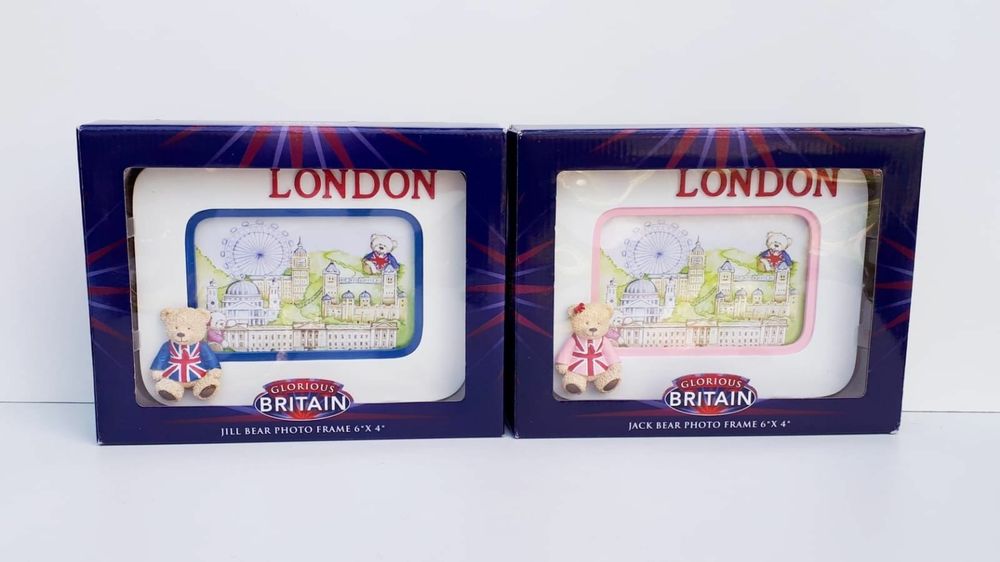 LONDON
GLORIOUS
BRITAIN
JILL BEAR PHOTO FRAME 6"X 4"
LONDON
GLORIOUS
BRITAIN
JACK BEAR PHOTO FRAME 6"X 4"